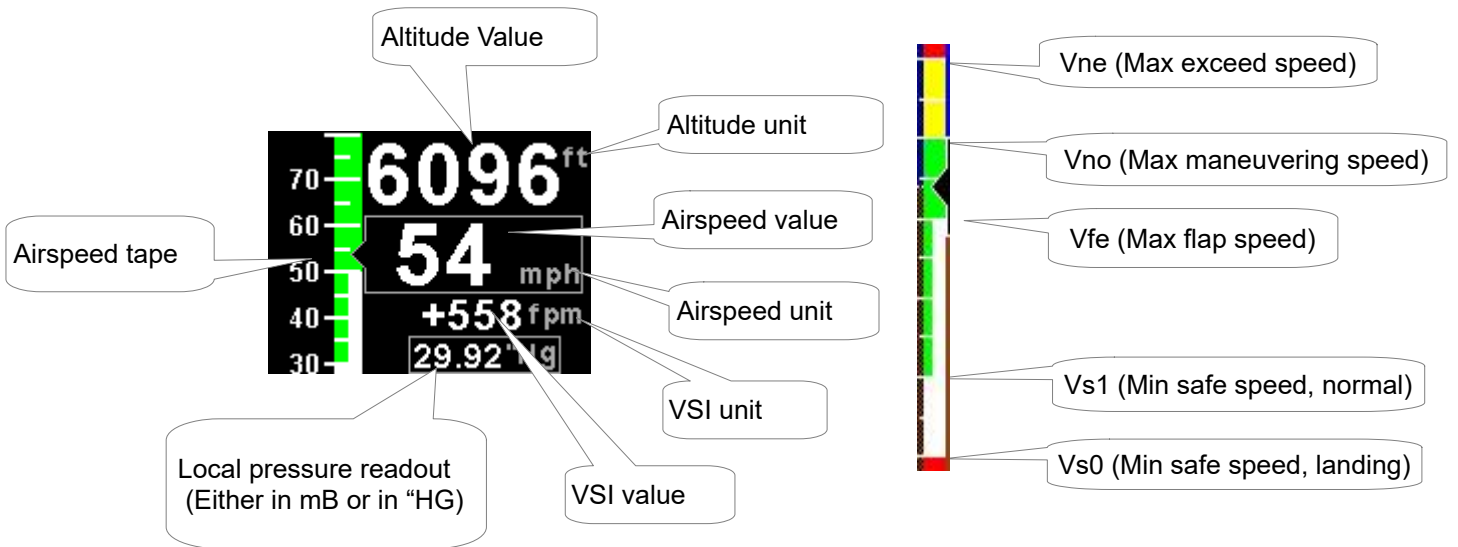 Altitude Value
Altitude unit
Airspeed value
Airspeed unit
VSI unit
VSI value
Local pressure readout
(Either in mB or in “HG)
Airspeed tape
6096 ft
70
60
54 mph
50
40
+558 fpm
30
29.92 "Hg
Vne (Max exceed speed)
Vno (Max maneuvering speed)
Vfe (Max flap speed)
Vs1 (Min safe speed, normal)
Vs0 (Min safe speed, landing)